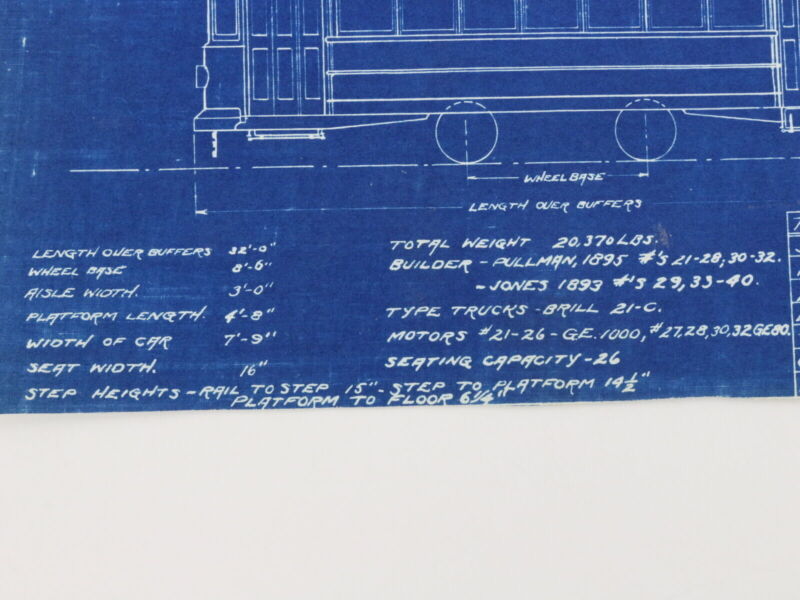 WHEEL BASE
LENGTH OVER BUFFERS
LENGTH OVER BUFFERS 32'-0"
WHEEL BASE 8'-6"
AISLE WIDTH. 3'-0"
PLATFORM LENGTH. 4'-8"
WIDTH OF CAR 7'-9"
SEAT WIDTH. 16"
TOTAL WEIGHT 20,370 LBS.
BUILDER - PULLMAN, 1895 #'S 21-28, 30-32.
- JONES 1893 #'S 29, 33-40.
TYPE TRUCKS - BRILL 21-C.
MOTORS #21-26 - G.E. 1000, #27,28,30,32 GE80.
SEATING CAPACITY - 26
STEP HEIGHTS - RAIL TO STEP 15" - STEP TO PLATFORM 14½"
PLATFORM TO FLOOR 6¼"